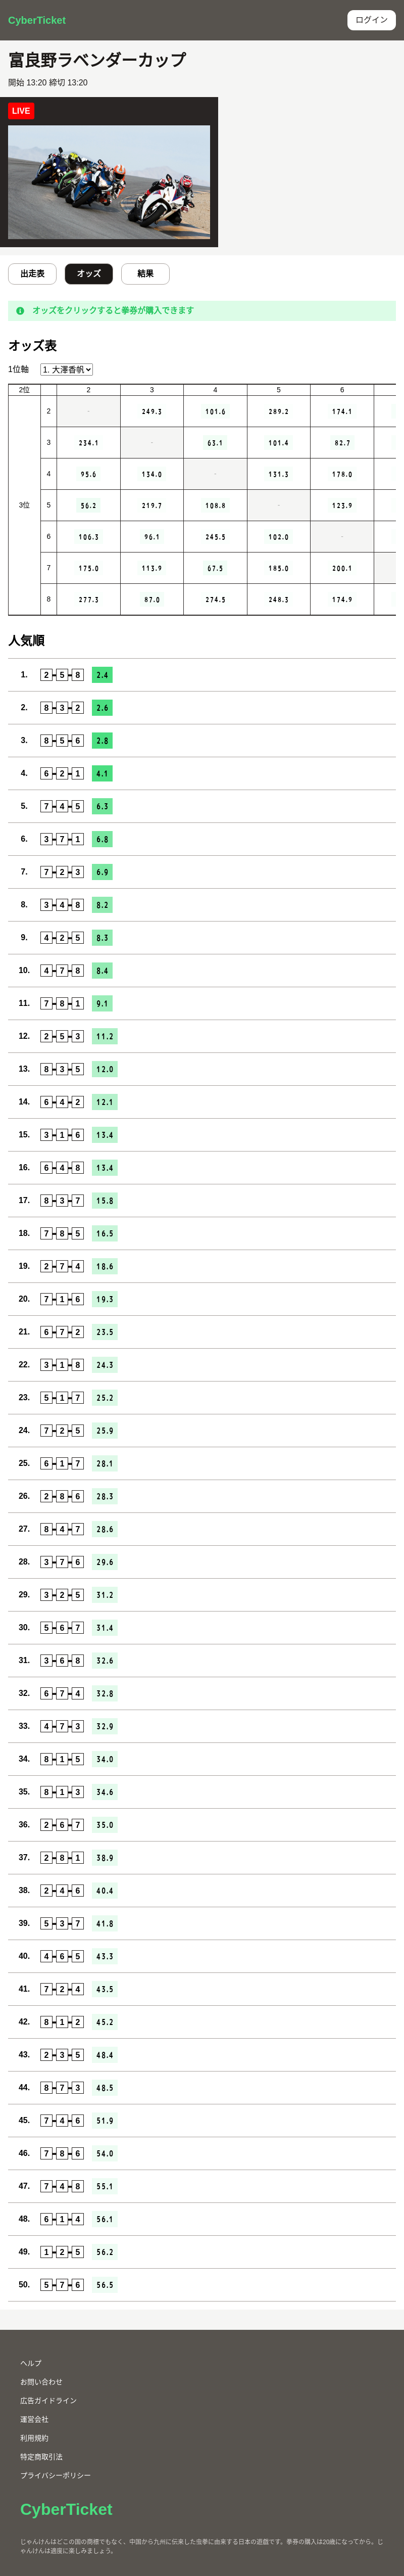 CyberTicket
ログイン
富良野ラベンダーカップ
開始 13:20 締切 13:20
LIVE
出走表 オッズ 結果
オッズをクリックすると拳券が購入できます
オッズ表
1位軸 1. 大澤香帆
2位 2 3 4 5 6
3位
2 - 249.3 101.6 289.2 174.1
3 234.1 - 63.1 101.4 82.7
4 95.6 134.0 - 131.3 178.0
5 56.2 219.7 108.8 - 123.9
6 106.3 96.1 245.5 102.0 -
7 175.0 113.9 67.5 185.0 200.1
8 277.3 87.0 274.5 248.3 174.9
人気順
1. 2-5-8 2.4
2. 8-3-2 2.6
3. 8-5-6 2.8
4. 6-2-1 4.1
5. 7-4-5 6.3
6. 3-7-1 6.8
7. 7-2-3 6.9
8. 3-4-8 8.2
9. 4-2-5 8.3
10. 4-7-8 8.4
11. 7-8-1 9.1
12. 2-5-3 11.2
13. 8-3-5 12.0
14. 6-4-2 12.1
15. 3-1-6 13.4
16. 6-4-8 13.4
17. 8-3-7 15.8
18. 7-8-5 16.5
19. 2-7-4 18.6
20. 7-1-6 19.3
21. 6-7-2 23.5
22. 3-1-8 24.3
23. 5-1-7 25.2
24. 7-2-5 25.9
25. 6-1-7 28.1
26. 2-8-6 28.3
27. 8-4-7 28.6
28. 3-7-6 29.6
29. 3-2-5 31.2
30. 5-6-7 31.4
31. 3-6-8 32.6
32. 6-7-4 32.8
33. 4-7-3 32.9
34. 8-1-5 34.0
35. 8-1-3 34.6
36. 2-6-7 35.0
37. 2-8-1 38.9
38. 2-4-6 40.4
39. 5-3-7 41.8
40. 4-6-5 43.3
41. 7-2-4 43.5
42. 8-1-2 45.2
43. 2-3-5 48.4
44. 8-7-3 48.5
45. 7-4-6 51.9
46. 7-8-6 54.0
47. 7-4-8 55.1
48. 6-1-4 56.1
49. 1-2-5 56.2
50. 5-7-6 56.5
ヘルプ
お問い合わせ
広告ガイドライン
運営会社
利用規約
特定商取引法
プライバシーポリシー
CyberTicket
じゃんけんはどこの国の商標でもなく、中国から九州に伝来した虫拳に由来する日本の遊戯です。拳券の購入は20歳になってから。じ
ゃんけんは適度に楽しみましょう。